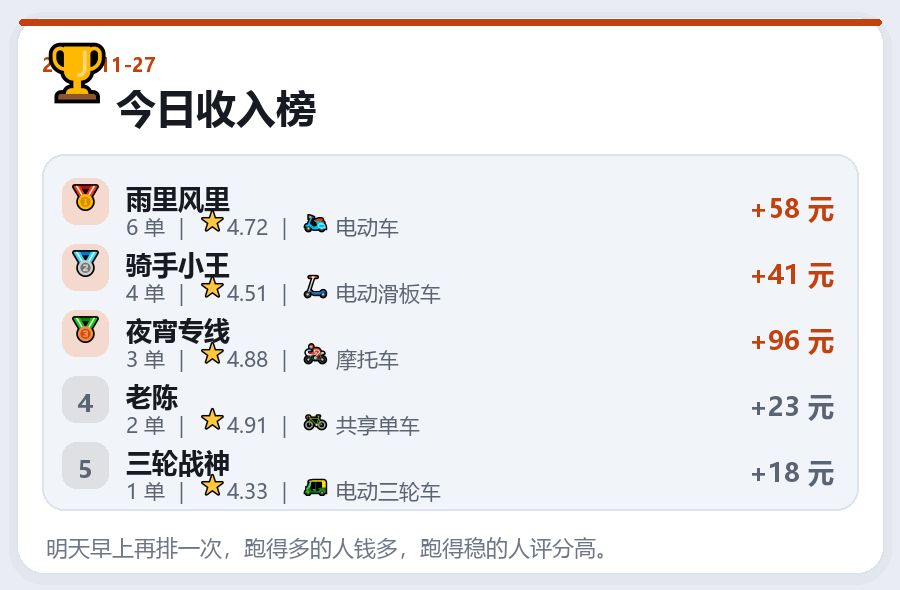 11-27
今日收入榜
雨里风里
6 单 | 4.72 | 电动车
+58 元
骑手小王
4 单 | 4.51 | 电动滑板车
+41 元
夜宵专线
3 单 | 4.88 | 摩托车
+96 元
4
老陈
2 单 | 4.91 | 共享单车
+23 元
5
三轮战神
1 单 | 4.33 | 电动三轮车
+18 元
明天早上再排一次，跑得多的人钱多，跑得稳的人评分高。